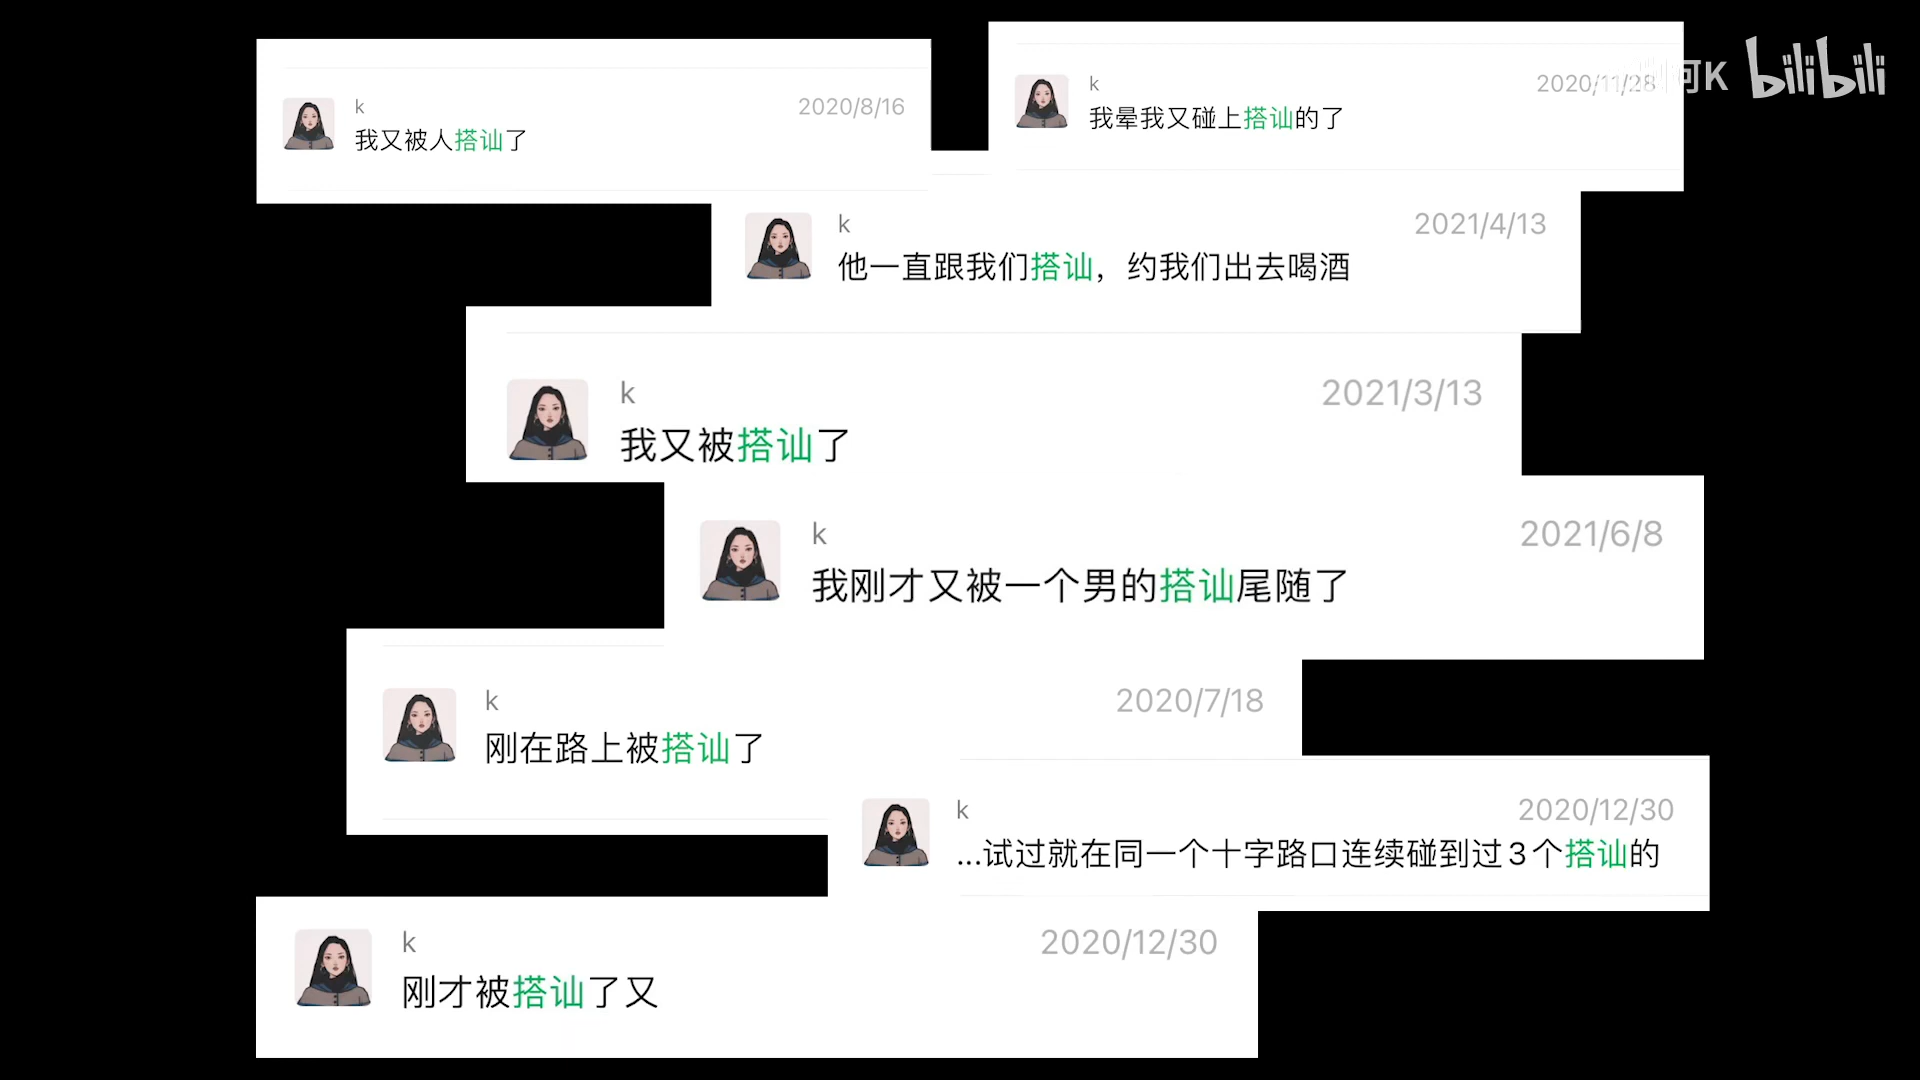 k
2020/8/16
我又被人搭讪了
k
2020/11/28
我晕我又碰上搭讪的了
bilibili
k
2021/4/13
他一直跟我们搭讪，约我们出去喝酒
k
2021/3/13
我又被搭讪了
k
2021/6/8
我刚才又被一个男的搭讪尾随了
k
2020/7/18
刚在路上被搭讪了
k
2020/12/30
...试过就在同一个十字路口连续碰到过3个搭讪的
k
2020/12/30
刚才被搭讪了又